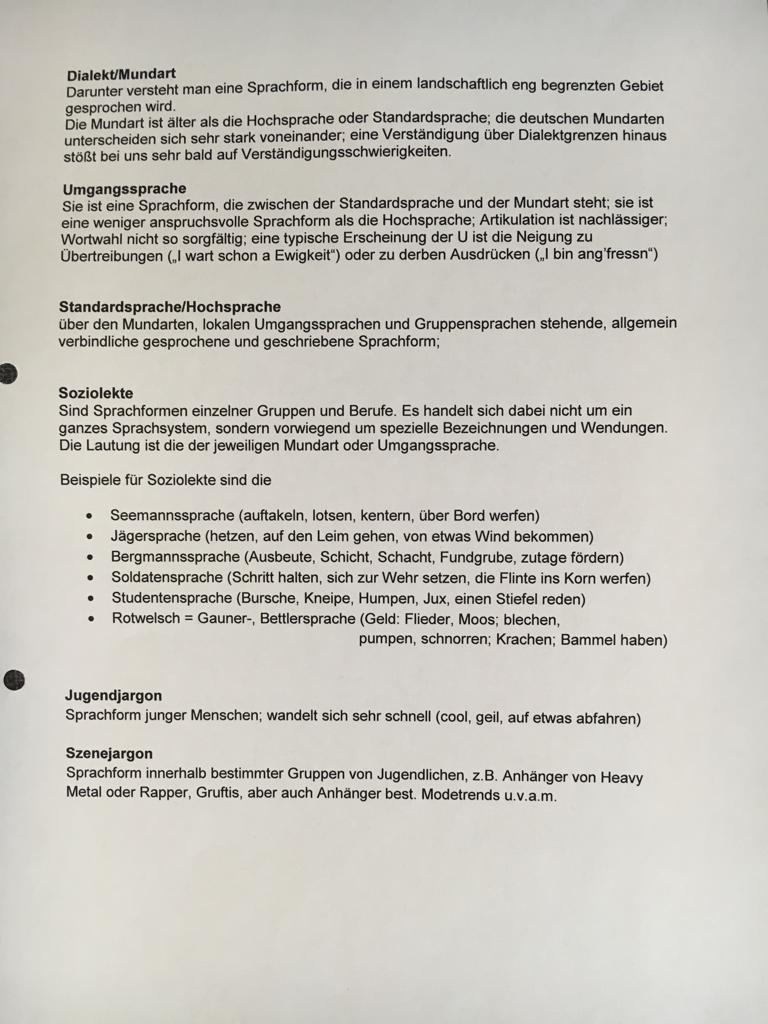 Dialekt/Mundart
Darunter versteht man eine Sprachform, die in einem landschaftlich eng begrenzten Gebiet
gesprochen wird.
Die Mundart ist älter als die Hochsprache oder Standardsprache; die deutschen Mundarten
unterscheiden sich sehr stark voneinander; eine Verständigung über Dialektgrenzen hinaus
stößt bei uns sehr bald auf Verständigungsschwierigkeiten.
Umgangssprache
Sie ist eine Sprachform, die zwischen der Standardsprache und der Mundart steht; sie ist
eine weniger anspruchsvolle Sprachform als die Hochsprache; Artikulation ist nachlässiger;
Wortwahl nicht so sorgfältig; eine typische Erscheinung der U ist die Neigung zu
Übertreibungen („I wart schon a Ewigkeit“) oder zu derben Ausdrücken („I bin ang'fressn“)
Standardsprache/Hochsprache
über den Mundarten, lokalen Umgangssprachen und Gruppensprachen stehende, allgemein
verbindliche gesprochene und geschriebene Sprachform;
Soziolekte
Sind Sprachformen einzelner Gruppen und Berufe. Es handelt sich dabei nicht um ein
ganzes Sprachsystem, sondern vorwiegend um spezielle Bezeichnungen und Wendungen.
Die Lautung ist die der jeweiligen Mundart oder Umgangssprache.
Beispiele für Soziolekte sind die
• Seemannssprache (auftakeln, lotsen, kentern, über Bord werfen)
• Jägersprache (hetzen, auf den Leim gehen, von etwas Wind bekommen)
• Bergmannssprache (Ausbeute, Schicht, Schacht, Fundgrube, zutage fördern)
• Soldatensprache (Schritt halten, sich zur Wehr setzen, die Flinte ins Korn werfen)
• Studentensprache (Bursche, Kneipe, Humpen, Jux, einen Stiefel reden)
• Rotwelsch = Gauner-, Bettlersprache (Geld: Flieder, Moos; blechen,
pumpen, schnorren; Krachen; Bammel haben)
Jugendjargon
Sprachform junger Menschen; wandelt sich sehr schnell (cool, geil, auf etwas abfahren)
Szenejargon
Sprachform innerhalb bestimmter Gruppen von Jugendlichen, z.B. Anhänger von Heavy
Metal oder Rapper, Gruftis, aber auch Anhänger best. Modetrends u.v.a.m.